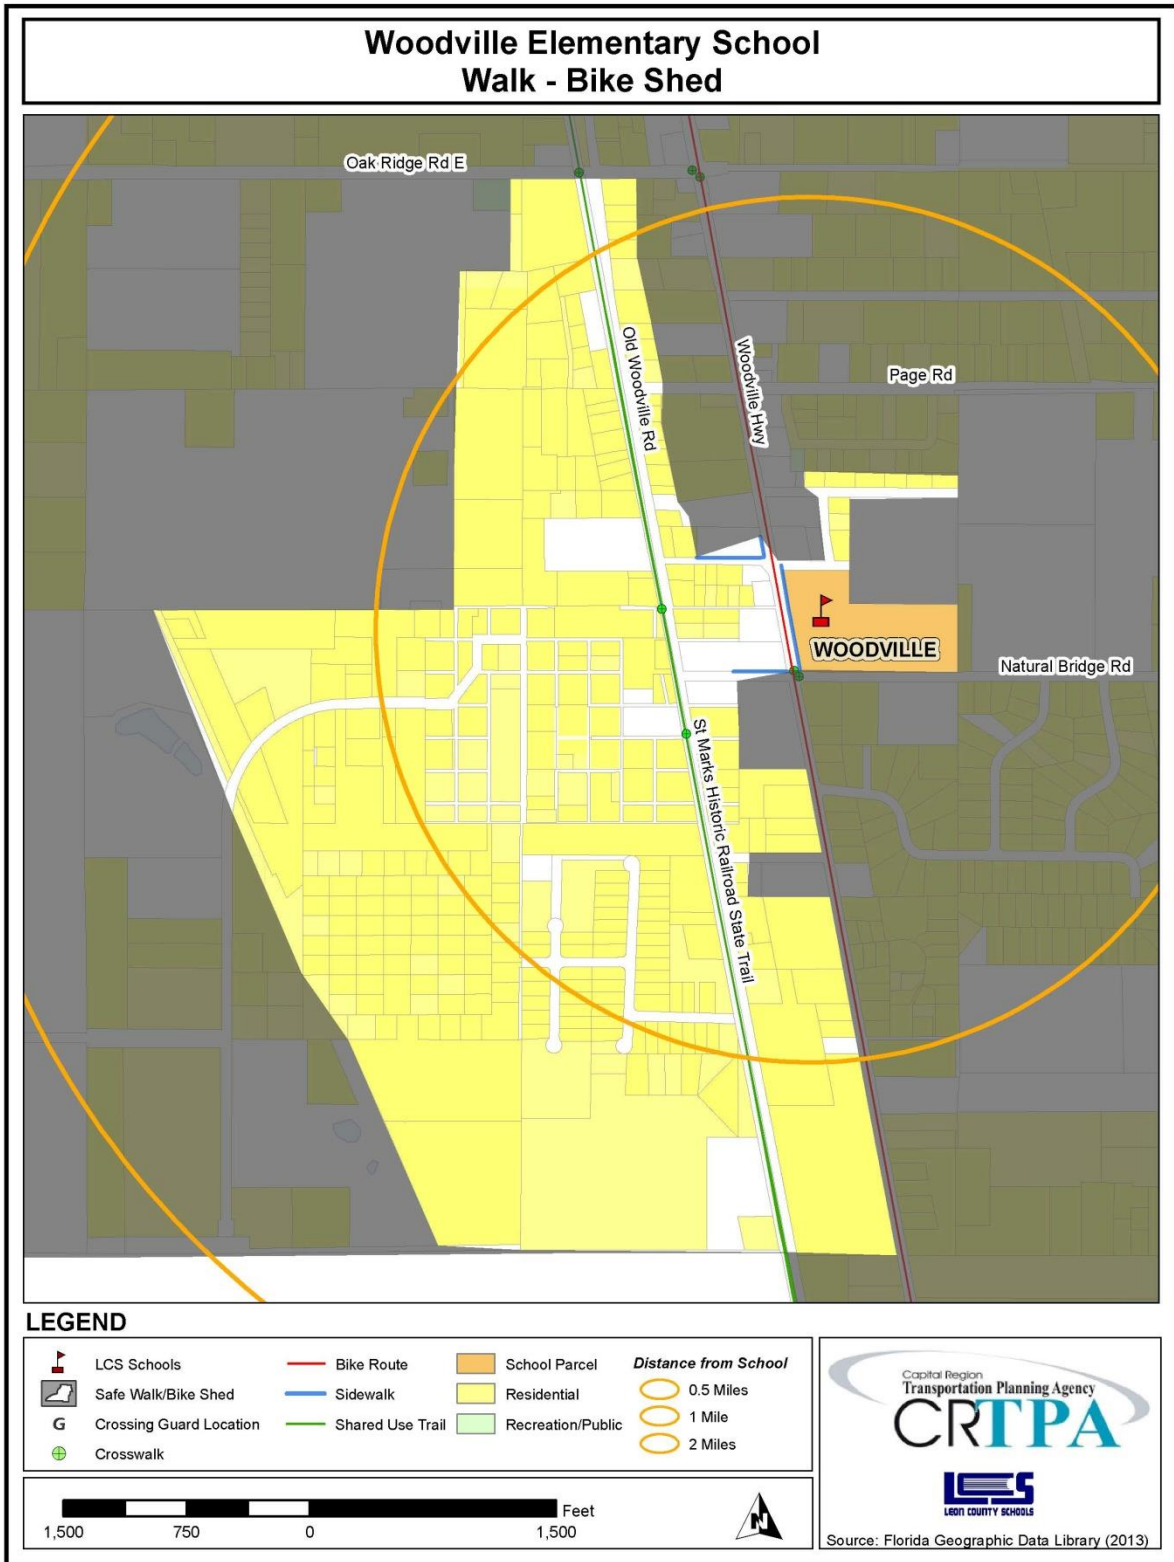 Woodville Elementary School
Walk - Bike Shed
Oak Ridge Rd E
Old Woodville Rd
Woodville Hwy
Page Rd
WOODVILLE
Natural Bridge Rd
St Marks Historic Railroad State Trail
LEGEND
LCS Schools
Safe Walk/Bike Shed
G Crossing Guard Location
Crosswalk
Bike Route
Sidewalk
Shared Use Trail
School Parcel
Residential
Recreation/Public
Distance from School
0.5 Miles
1 Mile
2 Miles
Feet
1,500 750 0 1,500
N
Capital Region
Transportation Planning Agency
CRTPA
LCS
LEON COUNTY SCHOOLS
Source: Florida Geographic Data Library (2013)